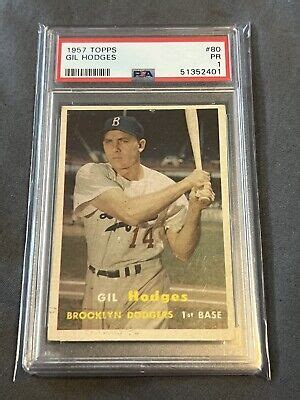 1957 TOPPS #80
GIL HODGES PR
1
PSA 51352401
B
14
GIL Hodges
BROOKLYN DODGERS 1st BASE